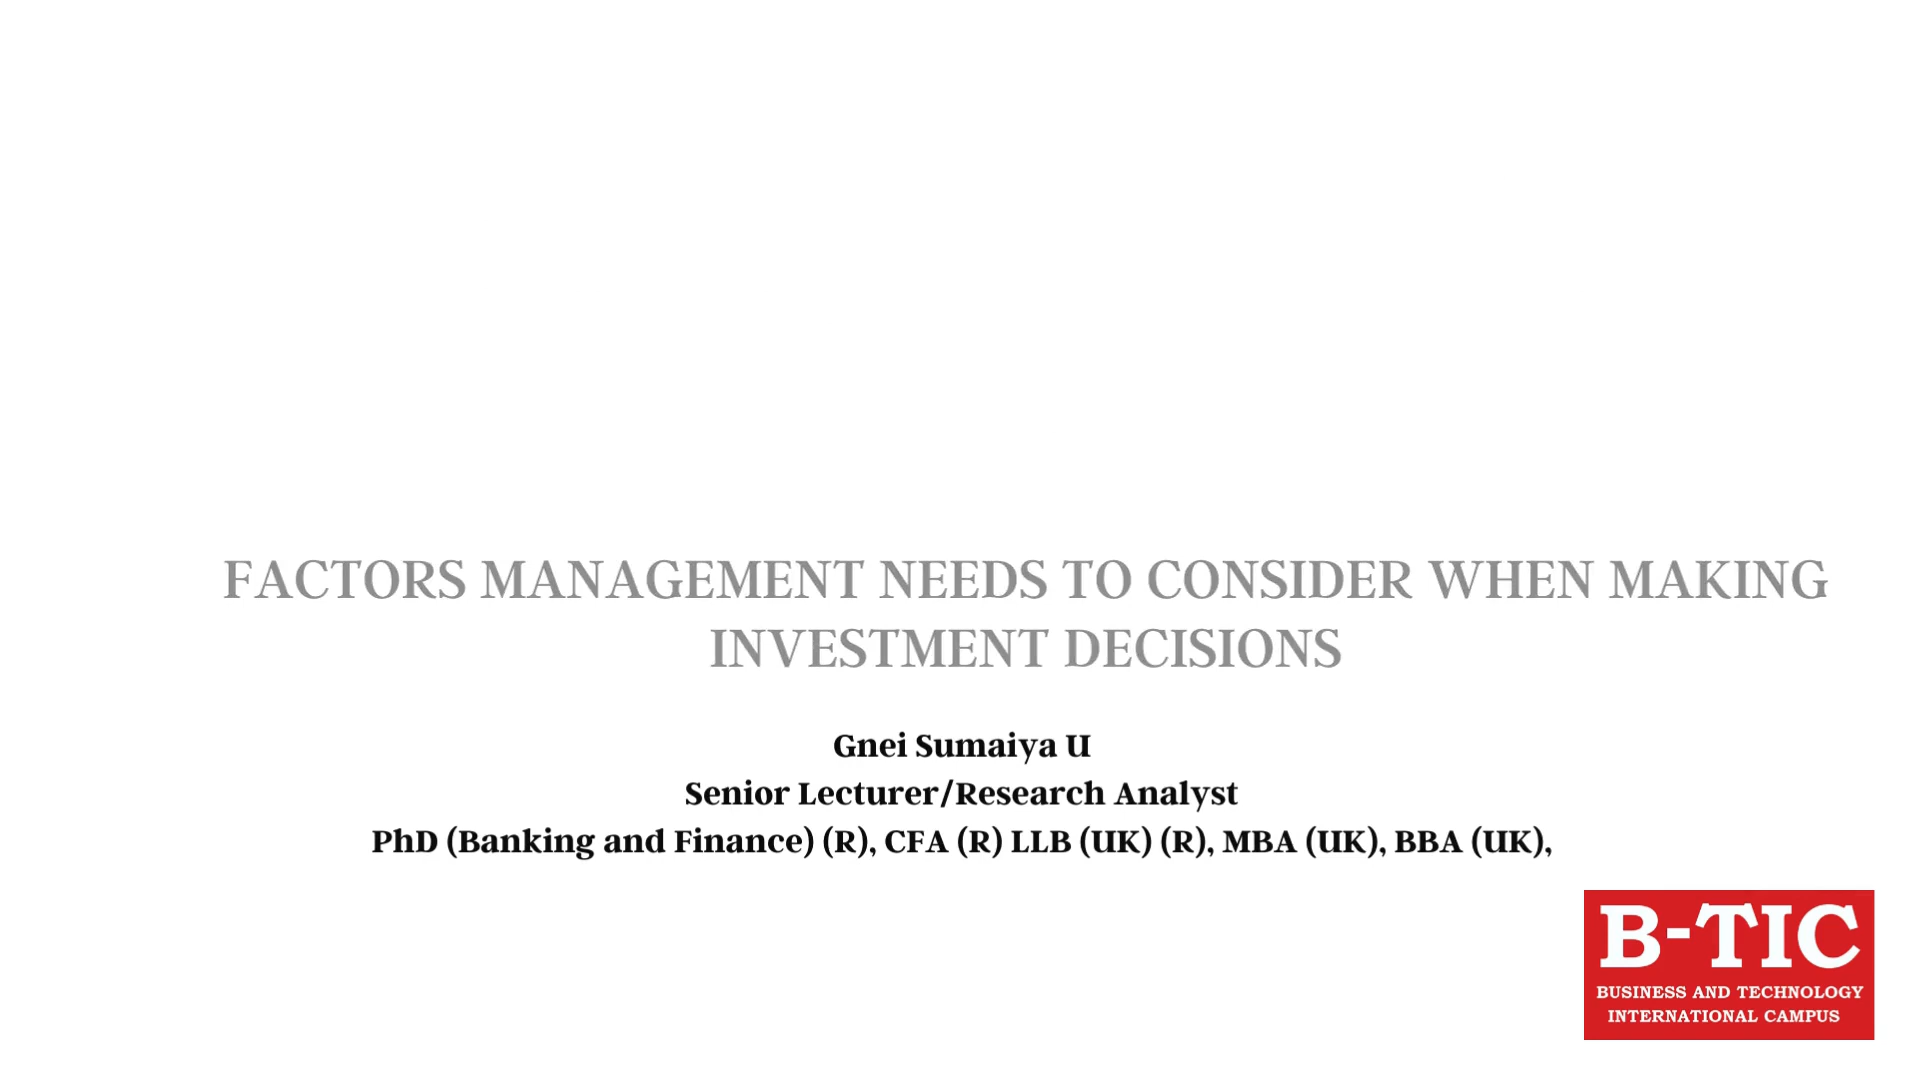 FACTORS MANAGEMENT NEEDS TO CONSIDER WHEN MAKING
INVESTMENT DECISIONS
Gnei Sumaiya U
Senior Lecturer/Research Analyst
PhD (Banking and Finance) (R), CFA (R) LLB (UK) (R), MBA (UK), BBA (UK),
B-TIC
BUSINESS AND TECHNOLOGY
INTERNATIONAL CAMPUS